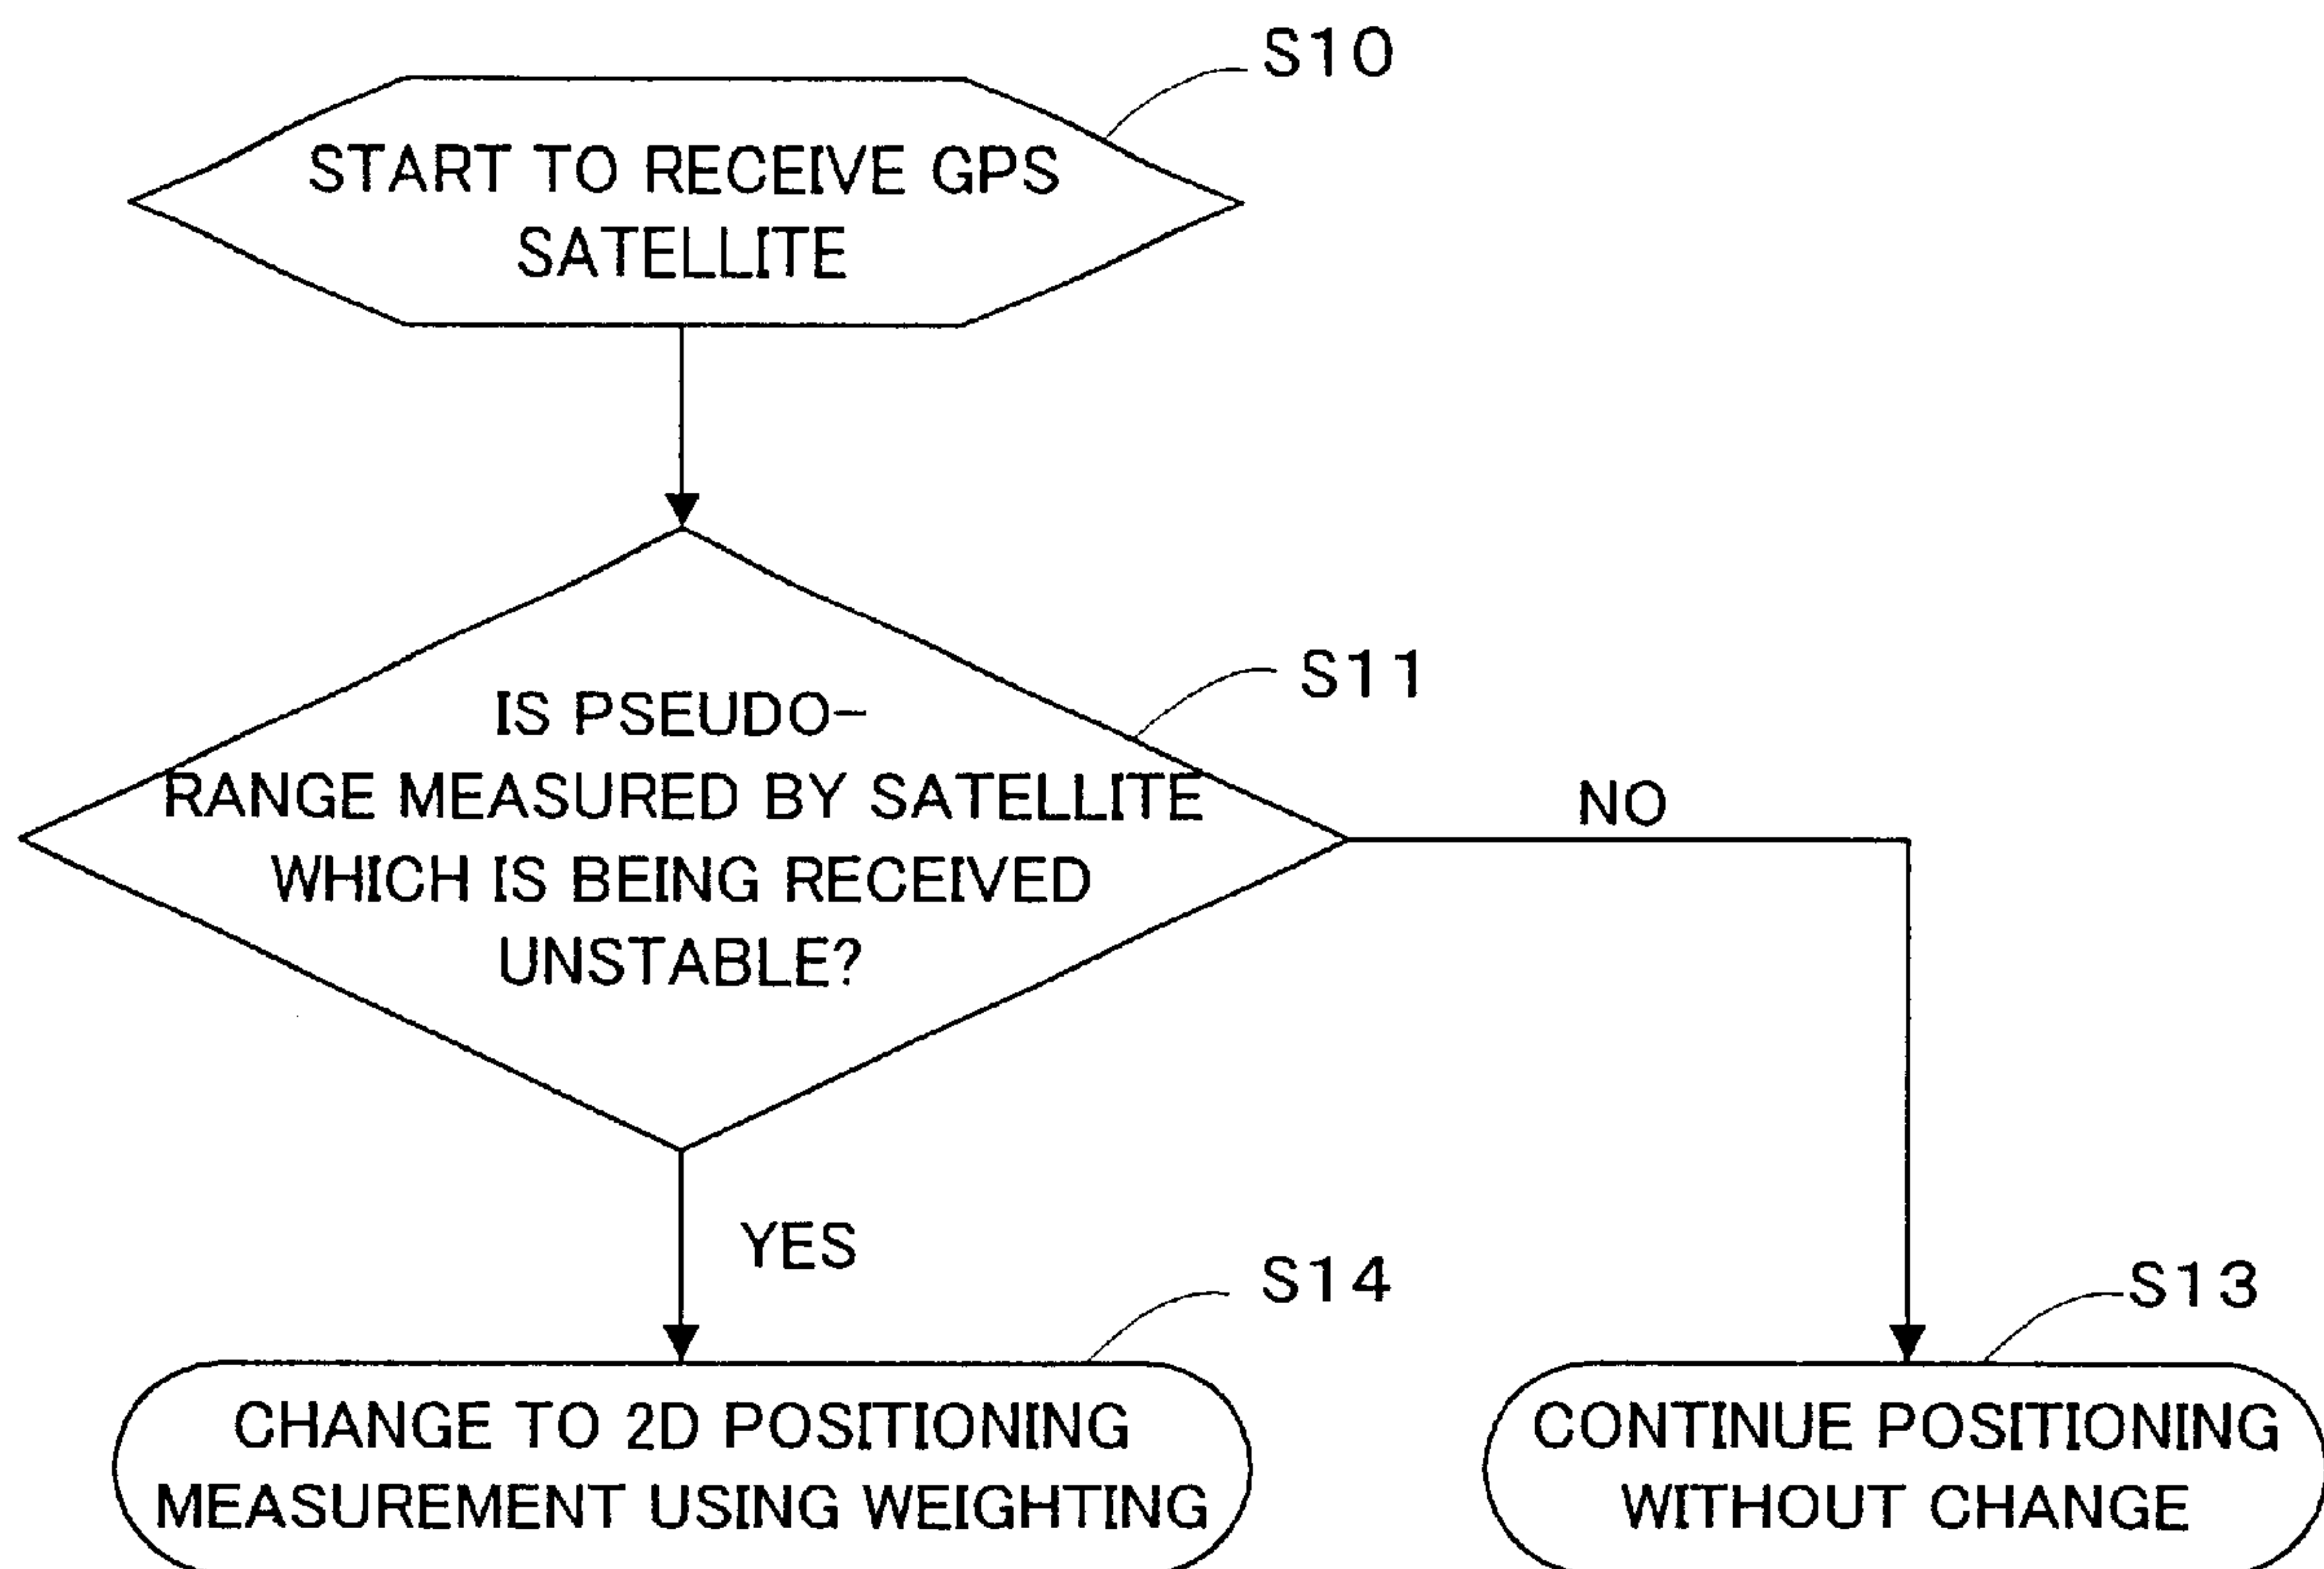 S10
START TO RECEIVE GPS
SATELLITE
S11
IS PSEUDO-
RANGE MEASURED BY SATELLITE
WHICH IS BEING RECEIVED
UNSTABLE?
NO
YES
S14
CHANGE TO 2D POSITIONING
MEASUREMENT USING WEIGHTING
S13
CONTINUE POSITIONING
WITHOUT CHANGE